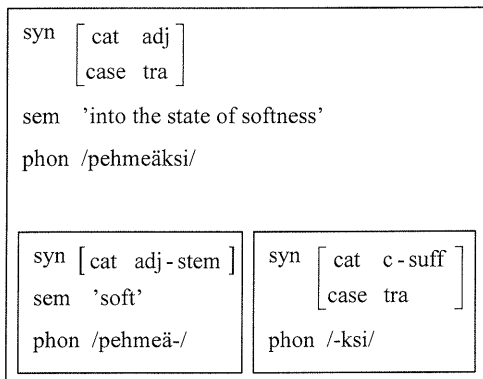 syn [ cat adj
case tra ]
sem 'into the state of softness'
phon /pehmeäksi/
syn [ cat adj-stem ]
sem 'soft'
phon /pehmeä-/
syn [ cat c-suff
case tra ]
phon /-ksi/